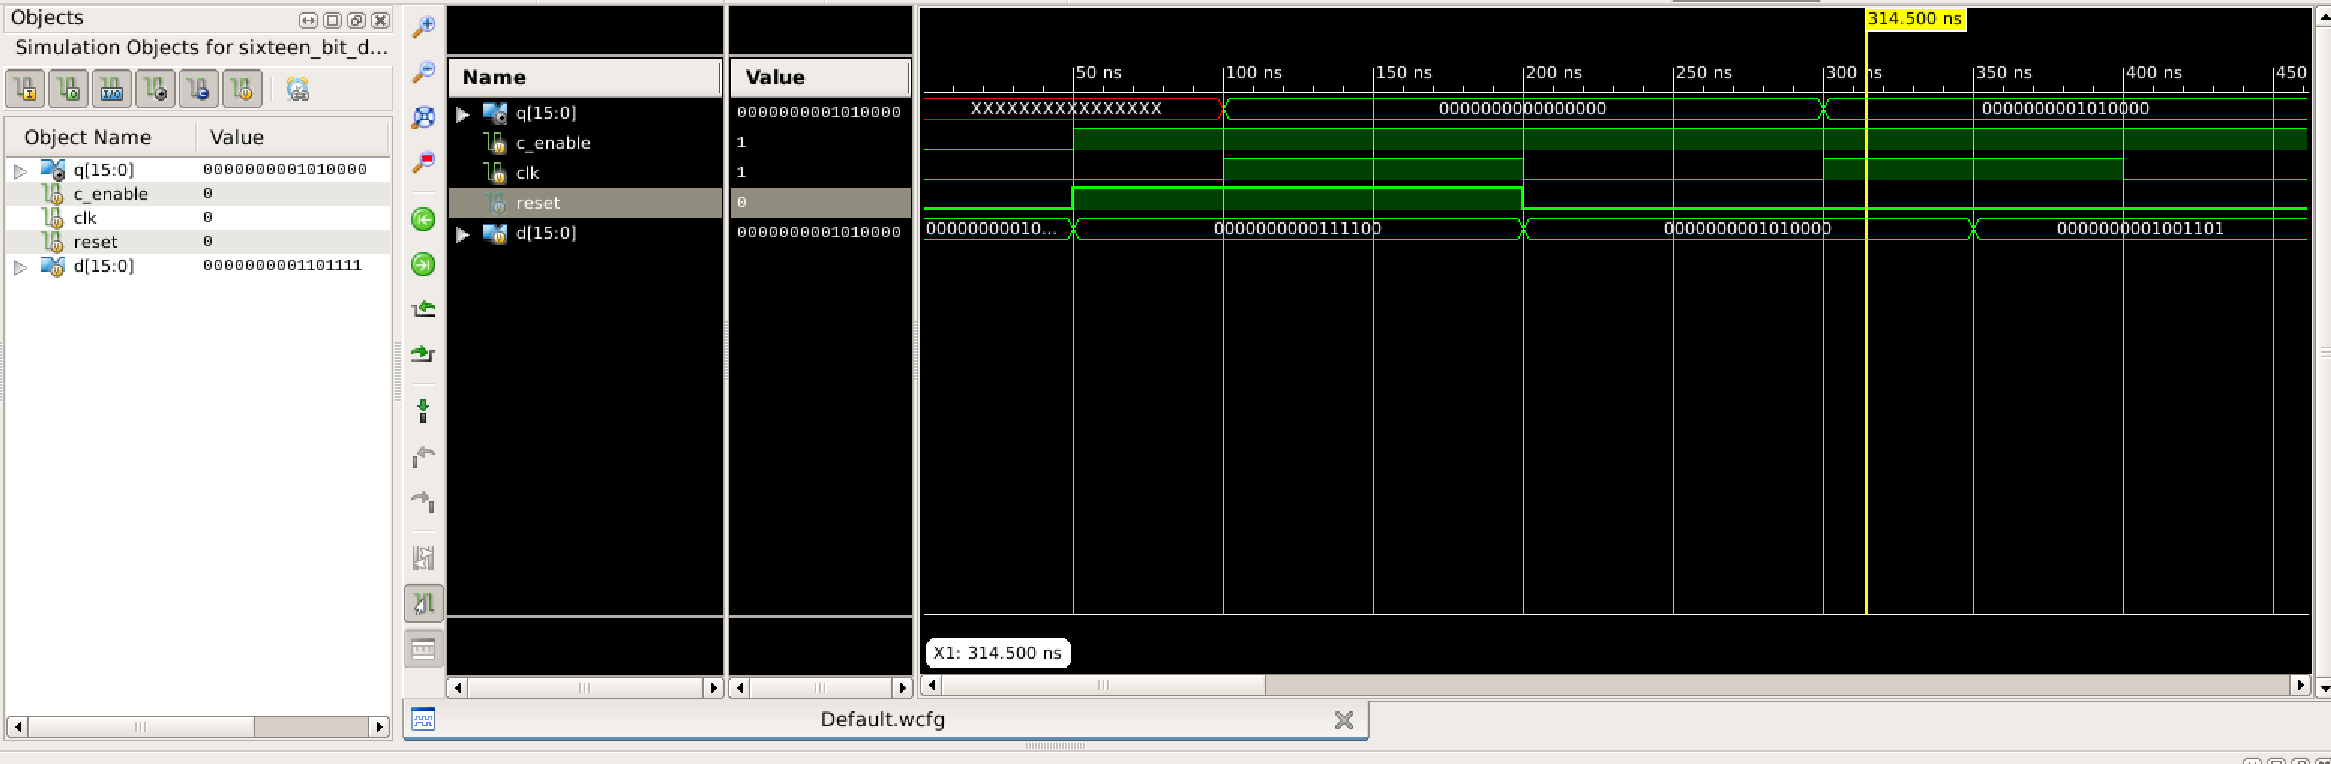 Objects
Simulation Objects for sixteen_bit_d...
Object Name Value
q[15:0] 0000000001010000
c_enable 0
clk 0
reset 0
d[15:0] 0000000001101111
Name Value
q[15:0] 0000000001010000
c_enable 1
clk 1
reset 0
d[15:0] 0000000001010000
314.500 ns
50 ns 100 ns 150 ns 200 ns 250 ns 300 ns 350 ns 400 ns 450
XXXXXXXXXXXXXXXX 0000000000000000 0000000001010000
00000000010... 0000000000111100 0000000001010000 0000000001001101
X1: 314.500 ns
Default.wcfg